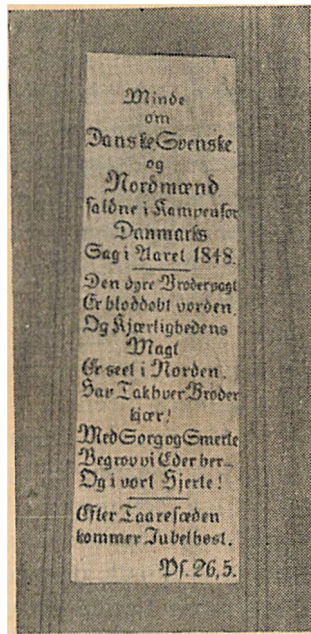 Minde
om
Danske Svenske
og
Nordmænd
faldne i Kampen for
Danmarks
Sag i Aaret 1848.
Den dyre Broderpagt
Er bloddøbt vorden,
Og Kjærlighedens
Magt
Er seet i Norden.
Hav Tak hver Broder
kjær!
Med Sorg og Smerte
Begrov vi Eder her—
Og i vort Hjerte!
Efter Taaresæden
kommer Jubelhøst.
Ps. 26,5.